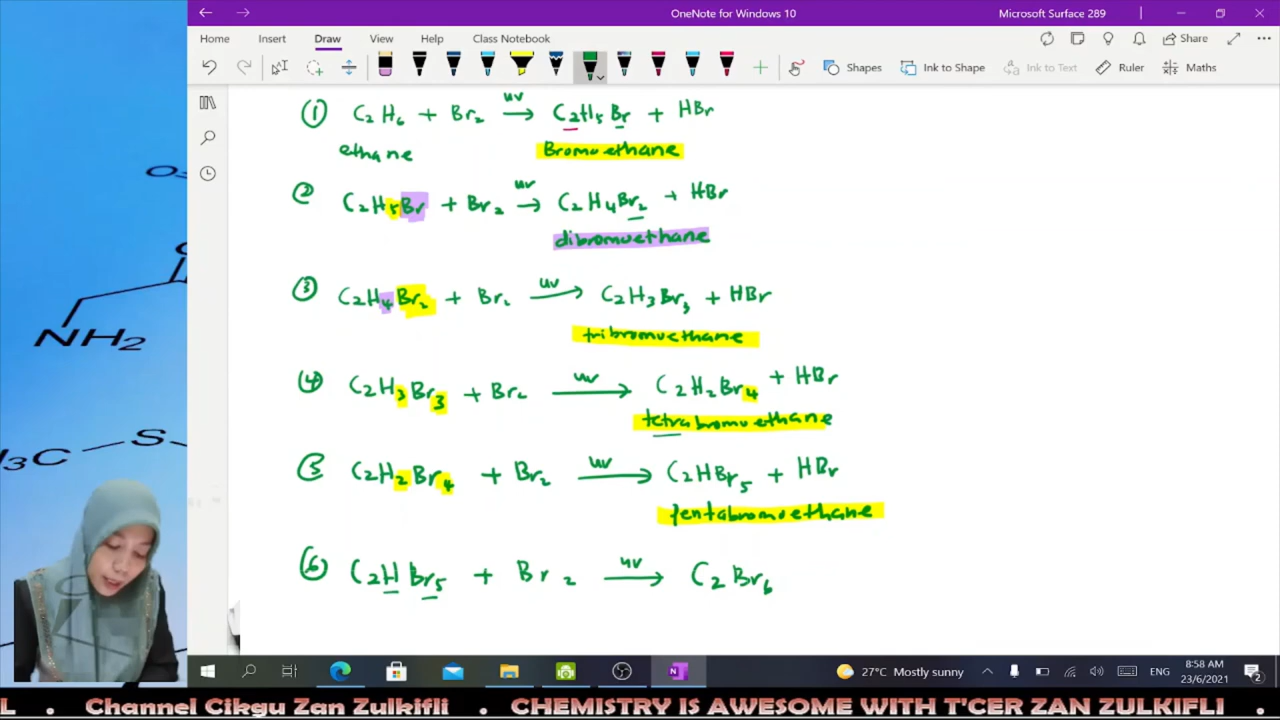 OneNote for Windows 10
Microsoft Surface 289
Home Insert Draw View Help Class Notebook
Share
Shapes Ink to Shape Ink to Text Ruler Maths
① C2H6 + Br2 uv→ C2H5Br + HBr
ethane Bromoethane
② C2H5Br + Br2 uv→ C2H4Br2 + HBr
dibromoethane
③ C2H4Br2 + Br2 uv→ C2H3Br3 + HBr
tribromoethane
④ C2H3Br3 + Br2 uv→ C2H2Br4 + HBr
tetrabromoethane
⑤ C2H2Br4 + Br2 uv→ C2HBr5 + HBr
pentabromoethane
⑥ C2HBr5 + Br2 uv→ C2Br6
O
NH2
H3C S
27°C Mostly sunny
ENG
8:58 AM
23/6/2021
2
L . Channel Cikgu Zan Zulkifli . CHEMISTRY IS AWESOME WITH T'CER ZAN ZULKIFLI .